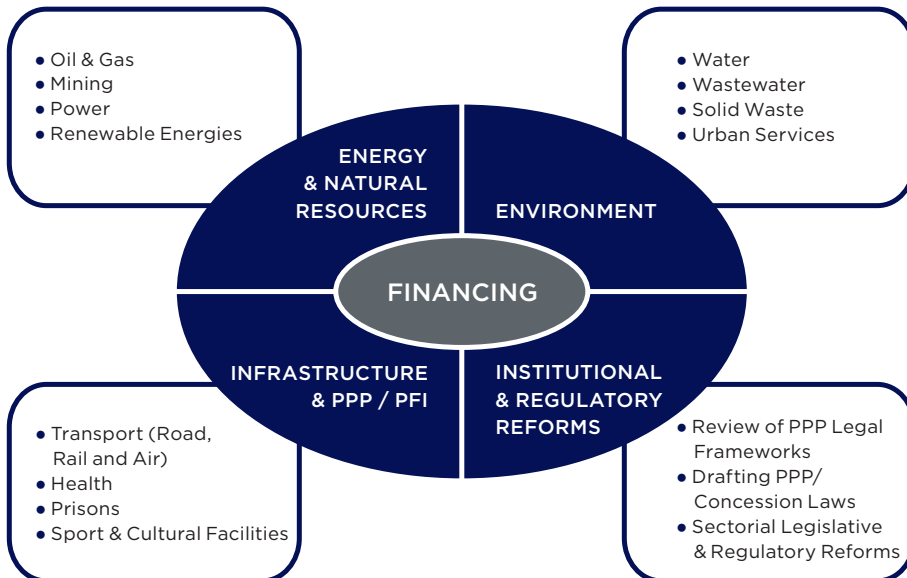 ● Oil & Gas
● Mining
● Power
● Renewable Energies
● Water
● Wastewater
● Solid Waste
● Urban Services
ENERGY
& NATURAL
RESOURCES
ENVIRONMENT
FINANCING
INFRASTRUCTURE
& PPP / PFI
INSTITUTIONAL
& REGULATORY
REFORMS
● Transport (Road,
Rail and Air)
● Health
● Prisons
● Sport & Cultural Facilities
● Review of PPP Legal
Frameworks
● Drafting PPP/
Concession Laws
● Sectorial Legislative
& Regulatory Reforms